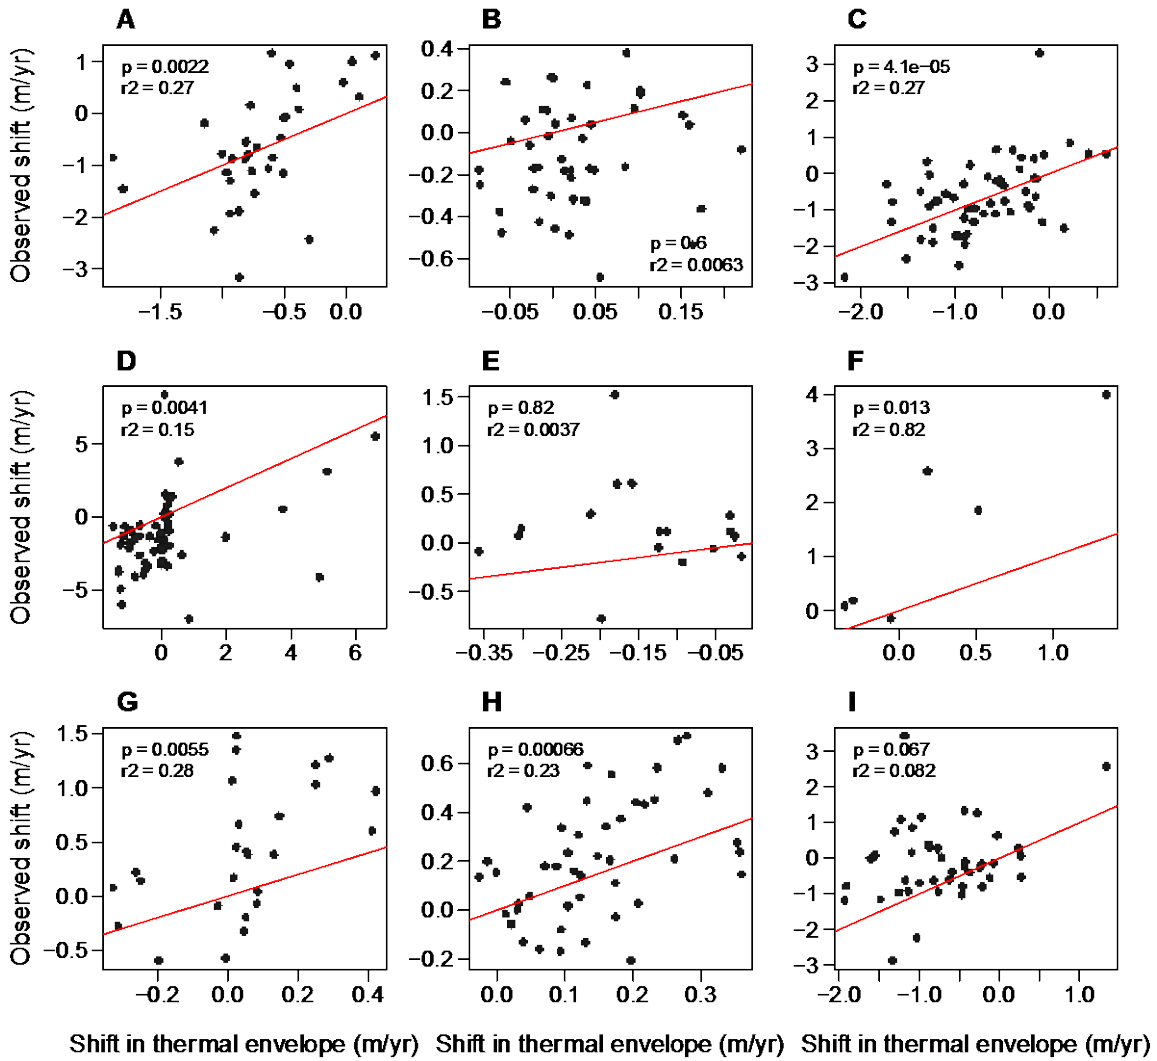 A B C
Observed shift (m/yr)
p = 0.0022
r2 = 0.27
1
0
−1
−2
−3
−1.5 −0.5 0.0
0.4
0.2
0.0
−0.2
−0.4
−0.6
p = 0.6
r2 = 0.0063
−0.05 0.05 0.15
p = 4.1e−05
r2 = 0.27
3
2
1
0
−1
−2
−3
−2.0 −1.0 0.0
D E F
Observed shift (m/yr)
p = 0.0041
r2 = 0.15
5
0
−5
0 2 4 6
p = 0.82
r2 = 0.0037
1.5
1.0
0.5
0.0
−0.5
−0.35 −0.25 −0.15 −0.05
p = 0.013
r2 = 0.82
4
3
2
1
0
0.0 0.5 1.0
G H I
Observed shift (m/yr)
p = 0.0055
r2 = 0.28
1.5
1.0
0.5
0.0
−0.5
−0.2 0.0 0.2 0.4
p = 0.00066
r2 = 0.23
0.6
0.4
0.2
0.0
−0.2
0.0 0.1 0.2 0.3
p = 0.067
r2 = 0.082
3
2
1
0
−1
−2
−3
−2.0 −1.0 0.0 1.0
Shift in thermal envelope (m/yr) Shift in thermal envelope (m/yr) Shift in thermal envelope (m/yr)